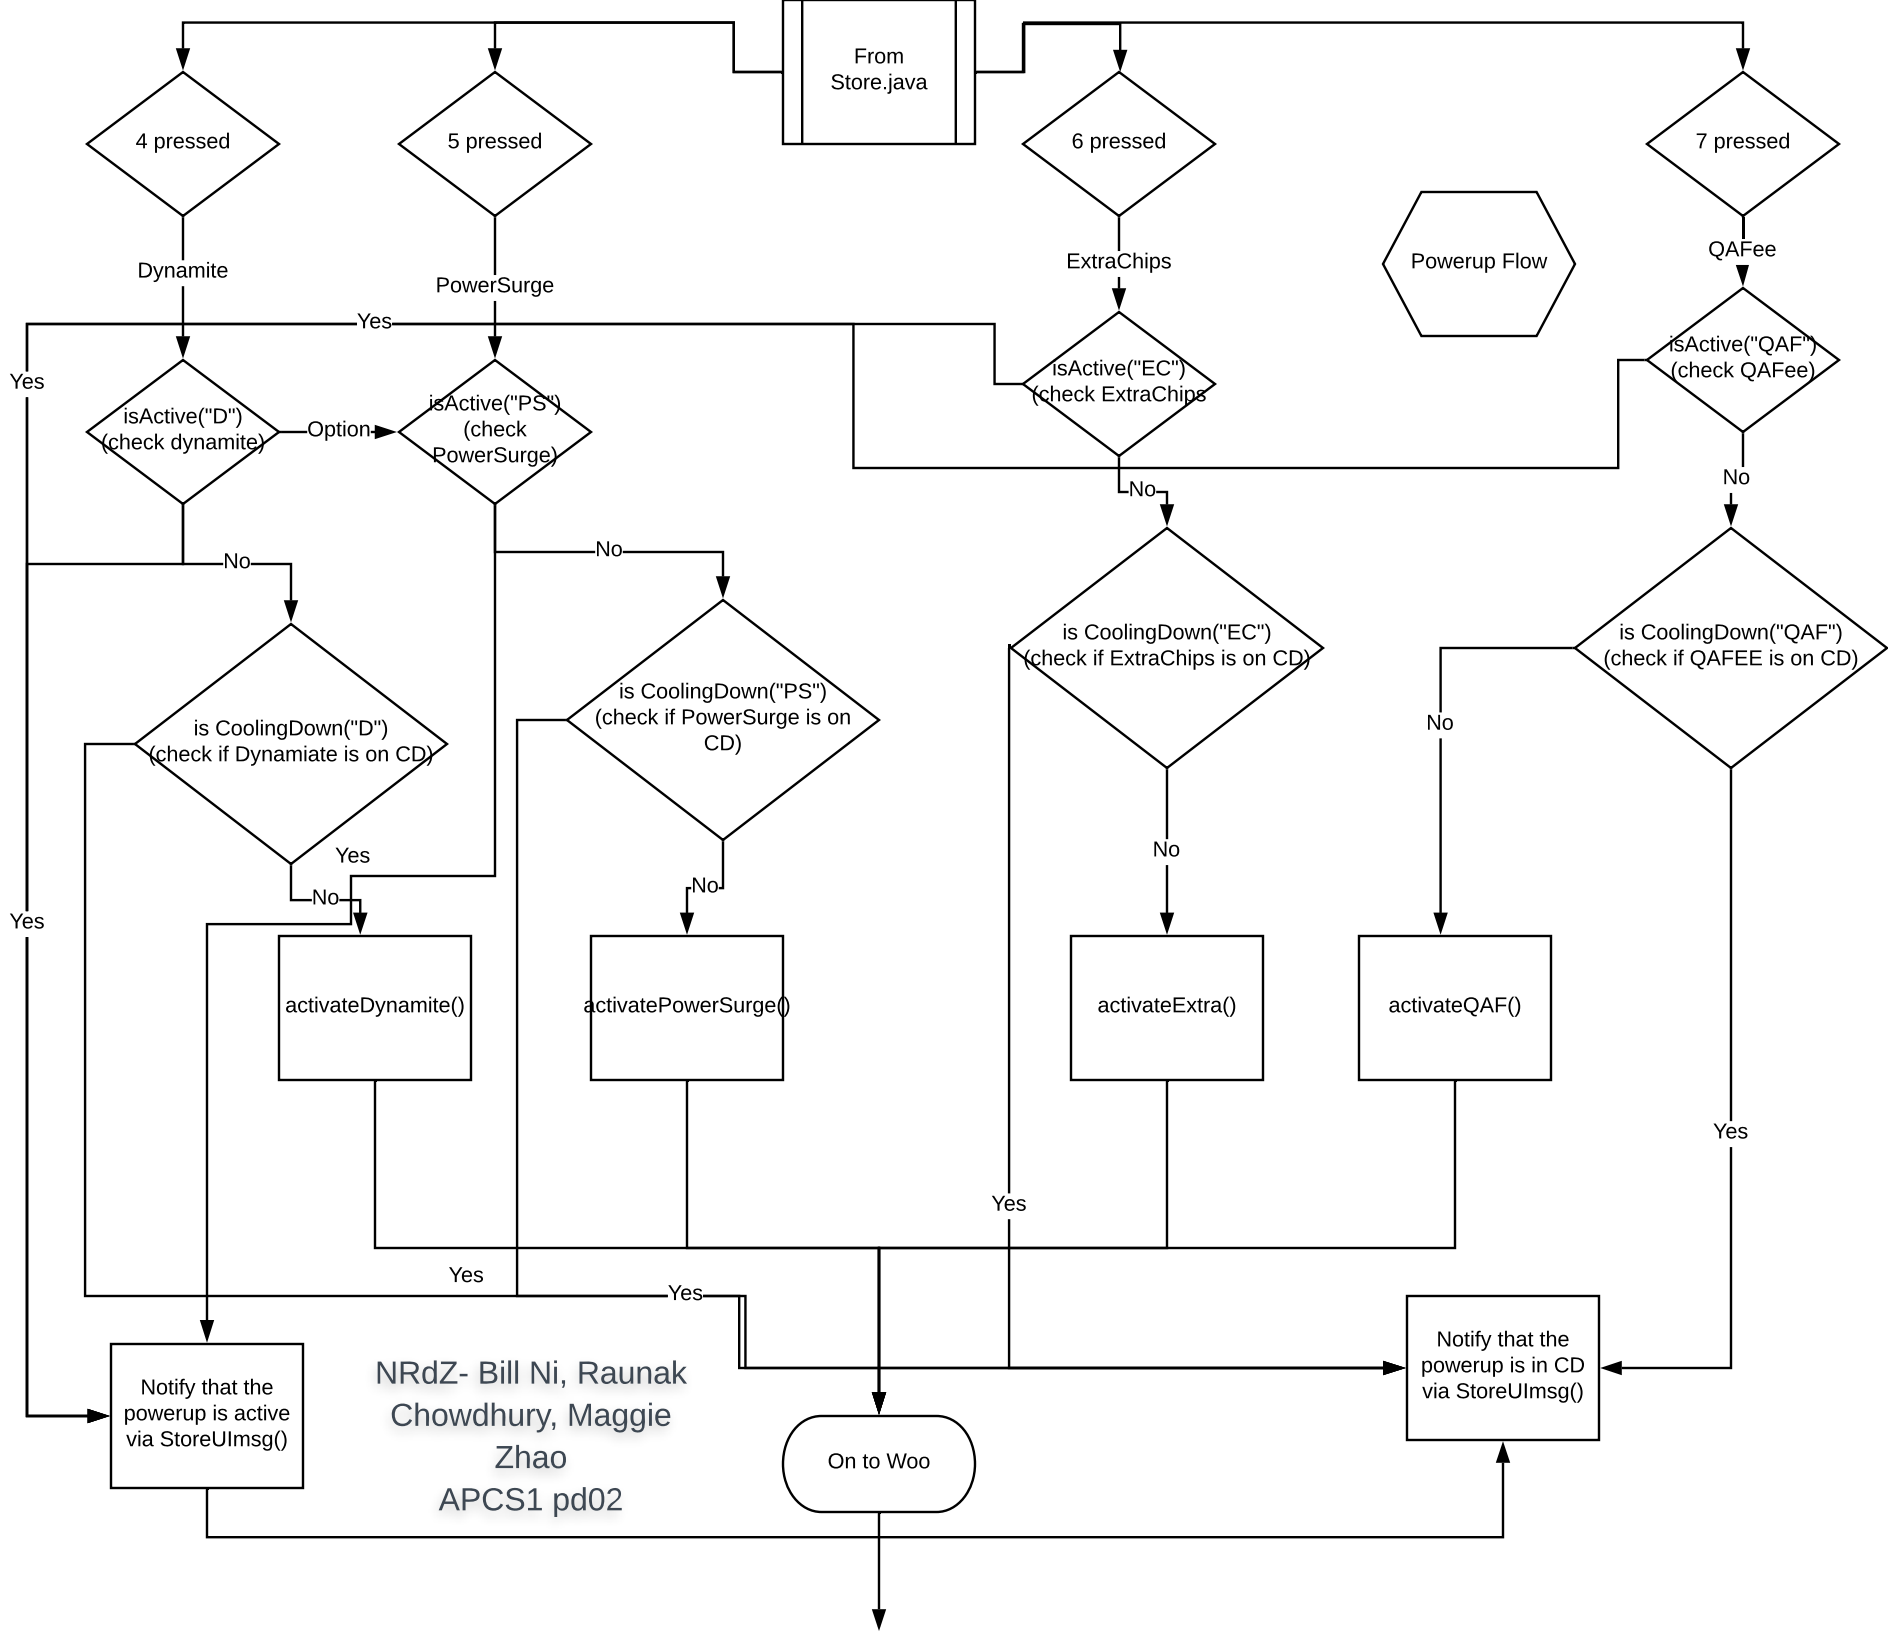 From
Store.java
4 pressed
5 pressed
6 pressed
7 pressed
Dynamite
PowerSurge
ExtraChips
QAFee
Powerup Flow
Yes
Yes
isActive("D")
(check dynamite)
Option
isActive("PS")
(check
PowerSurge)
isActive("EC")
(check ExtraChips
isActive("QAF")
(check QAFee)
No
No
No
No
is CoolingDown("D")
(check if Dynamiate is on CD)
is CoolingDown("PS")
(check if PowerSurge is on
CD)
is CoolingDown("EC")
(check if ExtraChips is on CD)
is CoolingDown("QAF")
(check if QAFEE is on CD)
No
Yes
No
No
No
Yes
activateDynamite()
activatePowerSurge()
activateExtra()
activateQAF()
Yes
Yes
Yes
Yes
Notify that the
powerup is active
via StoreUImsg()
NRdZ- Bill Ni, Raunak
Chowdhury, Maggie
Zhao
APCS1 pd02
On to Woo
Notify that the
powerup is in CD
via StoreUImsg()